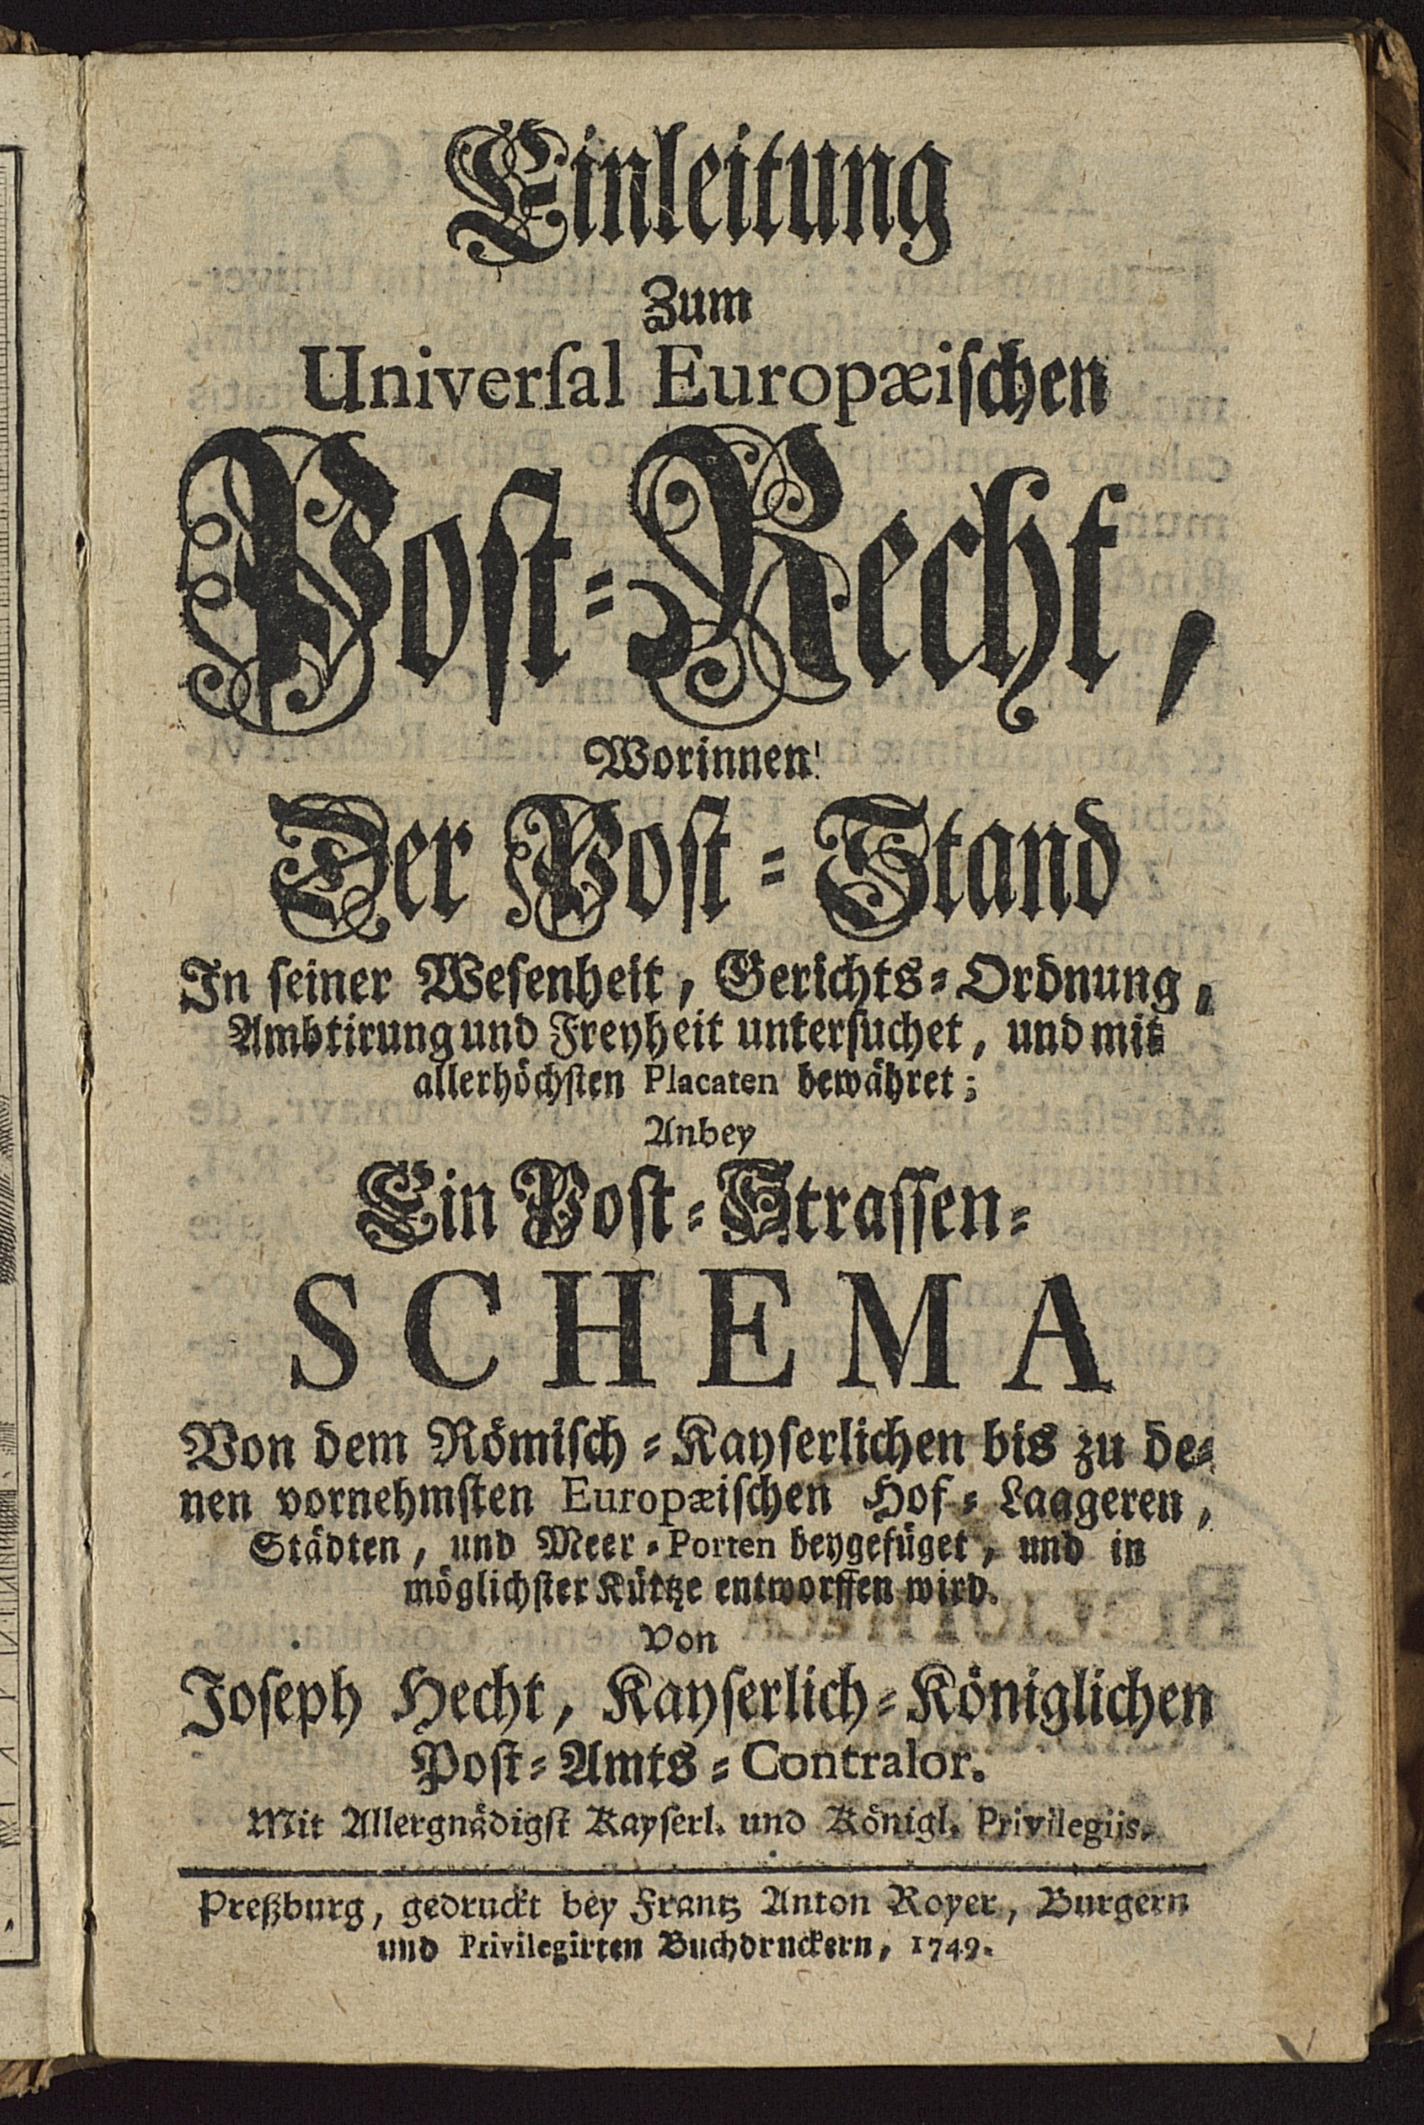 Einleitung
Zum
Univerſal Europæiſchen
Poſt-Recht,
Worinnen
Der Poſt-Stand
In ſeiner Weſenheit, Gerichts-Ordnung,
Ambtirung und Freyheit unterſuchet, und mit
allerhöchſten Placaten bewähret;
Anbey
Ein Poſt-Straſſen-
SCHEMA
Von dem Römiſch-Kayſerlichen bis zu de-
nen vornehmſten Europæiſchen Hof-Laageren,
Städten, und Meer-Porten beygefüget, und in
möglichſter Kürtze entworffen wird.
Von
Joſeph Hecht, Kayſerlich-Königlichen
Poſt-Amts-Contralor.
Mit Allergnädigſt Kayſerl. und Königl. Privilegiis.
Preßburg, gedruckt bey Frantz Anton Royer, Burgern
und Privilegirten Buchdruckern, 1749.